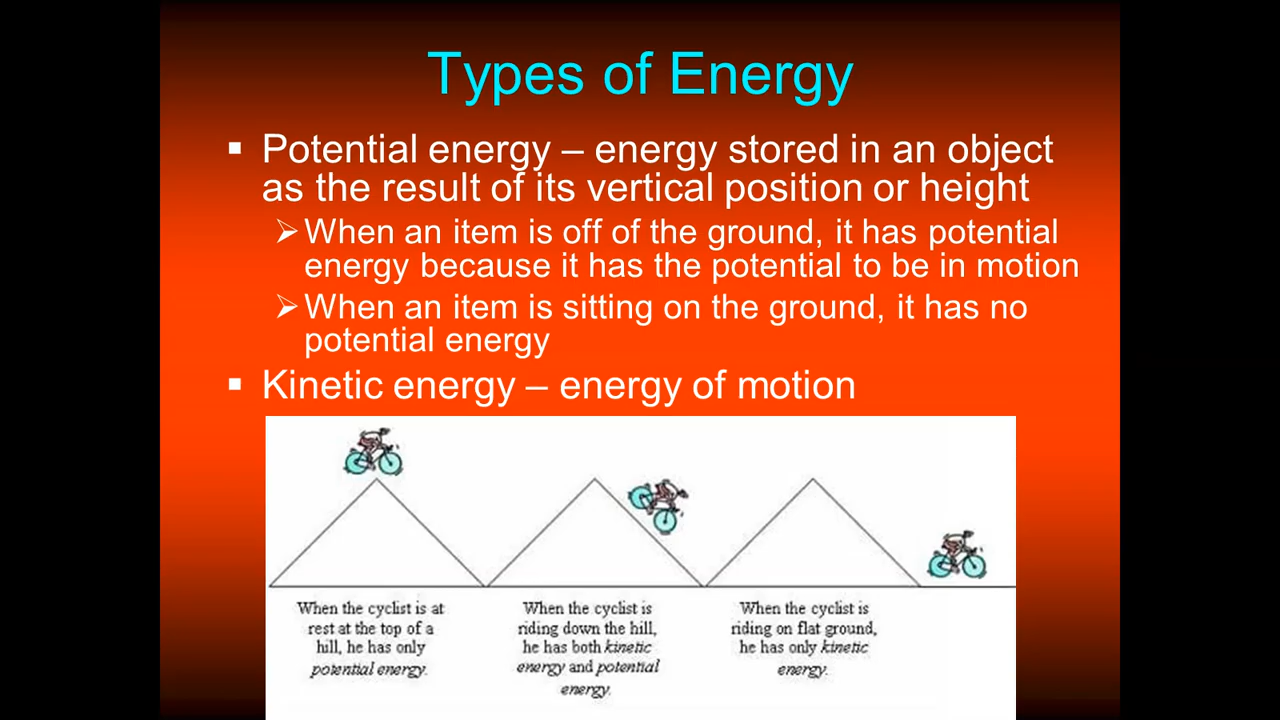 Types of Energy
▪ Potential energy – energy stored in an object
as the result of its vertical position or height
➢ When an item is off of the ground, it has potential
energy because it has the potential to be in motion
➢ When an item is sitting on the ground, it has no
potential energy
▪ Kinetic energy – energy of motion
When the cyclist is at
rest at the top of a
hill, he has only
potential energy.
When the cyclist is
riding down the hill,
he has both kinetic
energy and potential
energy.
When the cyclist is
riding on flat ground,
he has only kinetic
energy.